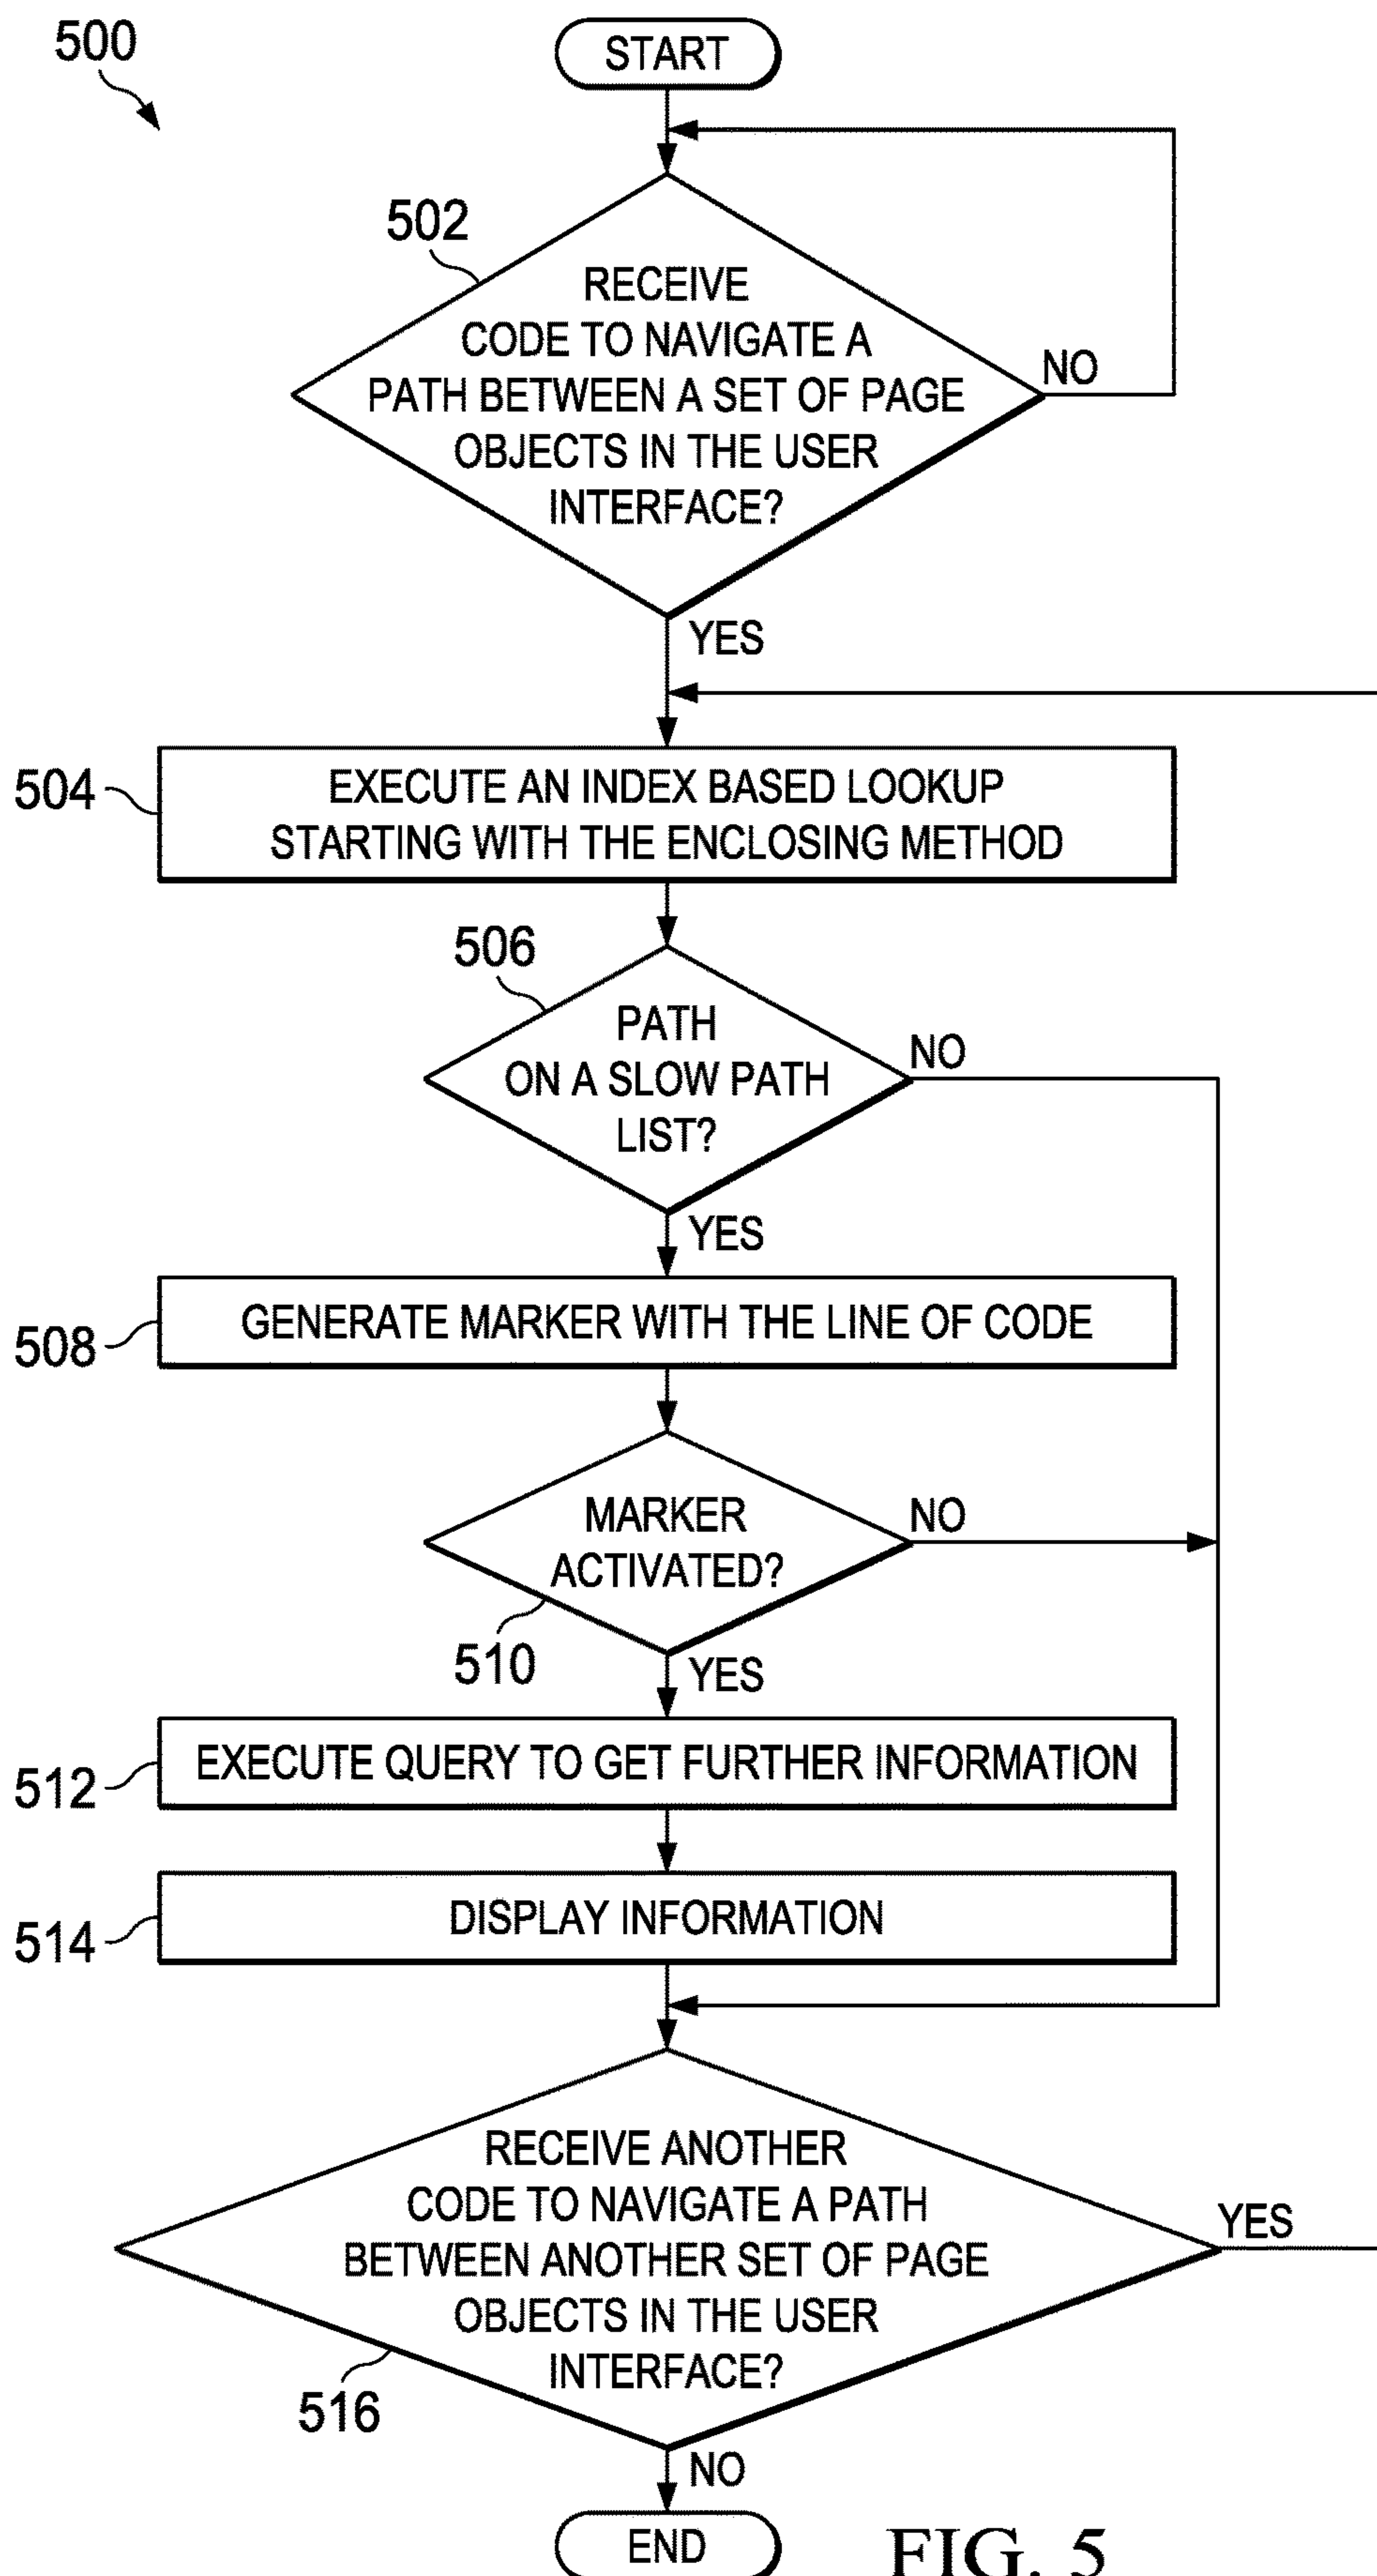 500
START
502
RECEIVE
CODE TO NAVIGATE A
PATH BETWEEN A SET OF PAGE
OBJECTS IN THE USER
INTERFACE?
NO
YES
504
EXECUTE AN INDEX BASED LOOKUP
STARTING WITH THE ENCLOSING METHOD
506
PATH
ON A SLOW PATH
LIST?
NO
YES
508
GENERATE MARKER WITH THE LINE OF CODE
MARKER
ACTIVATED?
NO
510
YES
512
EXECUTE QUERY TO GET FURTHER INFORMATION
514
DISPLAY INFORMATION
RECEIVE ANOTHER
CODE TO NAVIGATE A PATH
BETWEEN ANOTHER SET OF PAGE
OBJECTS IN THE USER
INTERFACE?
YES
516
NO
END
FIG. 5